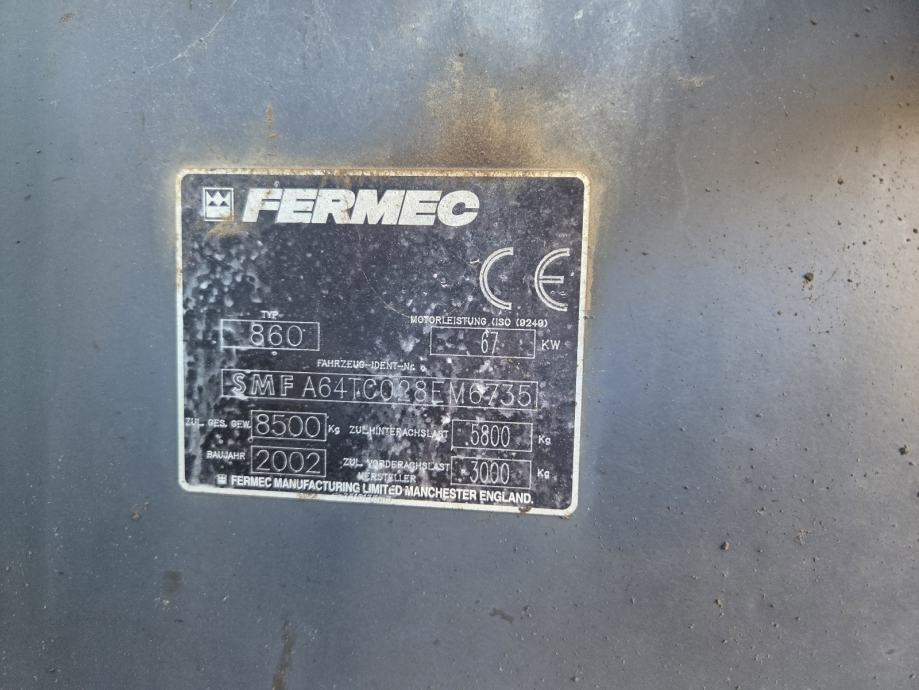 FERMEC
CE
TYP
860
MOTORLEISTUNG (ISO (9249)
67 KW
FAHRZEUG-IDENT-Nr.
SMF A64TC028EM6735
ZUL. GES. GEW. 8500 Kg ZUL.HINTERACHSLAST 5800 Kg
BAUJAHR 2002 ZUL. VORDERACHSLAST 3000 Kg
HERSTELLER
FERMEC MANUFACTURING LIMITED MANCHESTER ENGLAND.